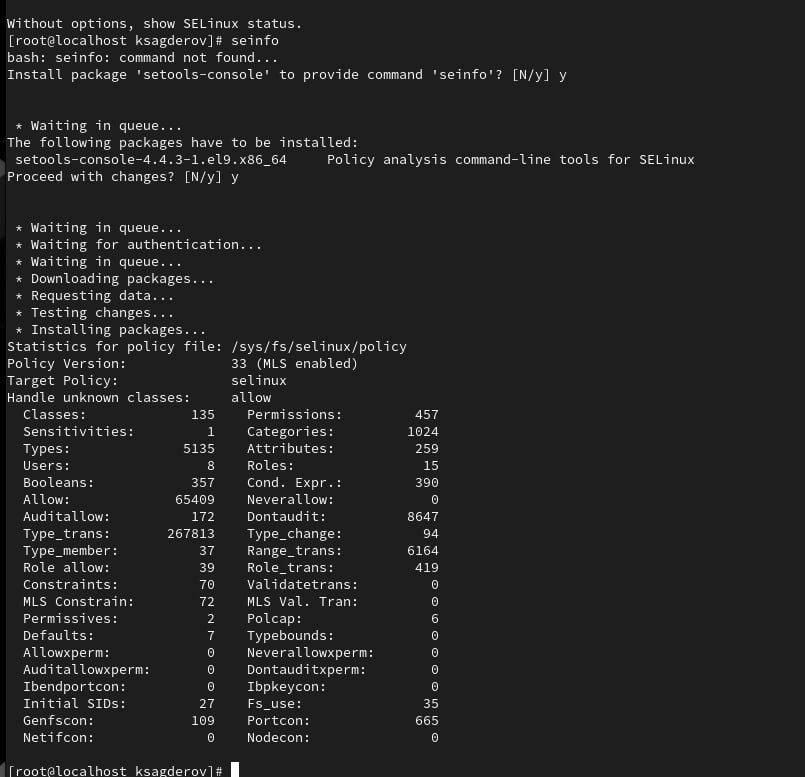 Without options, show SELinux status.
[root@localhost ksagderov]# seinfo
bash: seinfo: command not found...
Install package 'setools-console' to provide command 'seinfo'? [N/y] y
* Waiting in queue...
The following packages have to be installed:
setools-console-4.4.3-1.el9.x86_64     Policy analysis command-line tools for SELinux
Proceed with changes? [N/y] y
* Waiting in queue...
* Waiting for authentication...
* Waiting in queue...
* Downloading packages...
* Requesting data...
* Testing changes...
* Installing packages...
Statistics for policy file: /sys/fs/selinux/policy
Policy Version:             33 (MLS enabled)
Target Policy:              selinux
Handle unknown classes:     allow
  Classes:             135    Permissions:         457
  Sensitivities:         1    Categories:         1024
  Types:              5135    Attributes:          259
  Users:                 8    Roles:                15
  Booleans:            357    Cond. Expr.:         390
  Allow:             65409    Neverallow:            0
  Auditallow:          172    Dontaudit:          8647
  Type_trans:       267813    Type_change:          94
  Type_member:          37    Range_trans:        6164
  Role allow:           39    Role_trans:          419
  Constraints:          70    Validatetrans:         0
  MLS Constrain:        72    MLS Val. Tran:         0
  Permissives:           2    Polcap:                6
  Defaults:              7    Typebounds:            0
  Allowxperm:            0    Neverallowxperm:       0
  Auditallowxperm:       0    Dontauditxperm:        0
  Ibendportcon:          0    Ibpkeycon:             0
  Initial SIDs:         27    Fs_use:               35
  Genfscon:            109    Portcon:             665
  Netifcon:              0    Nodecon:               0
[root@localhost ksagderov]#